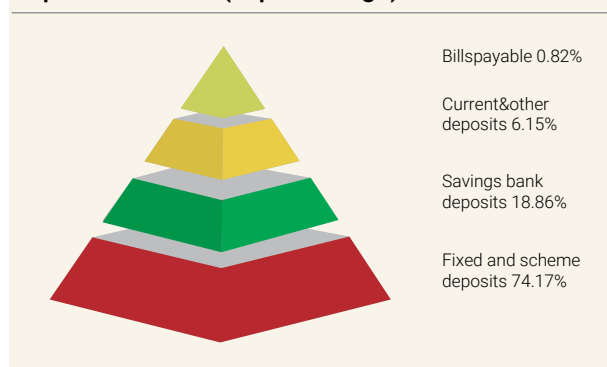 Billspayable 0.82%
Current&other
deposits 6.15%
Savings bank
deposits 18.86%
Fixed and scheme
deposits 74.17%